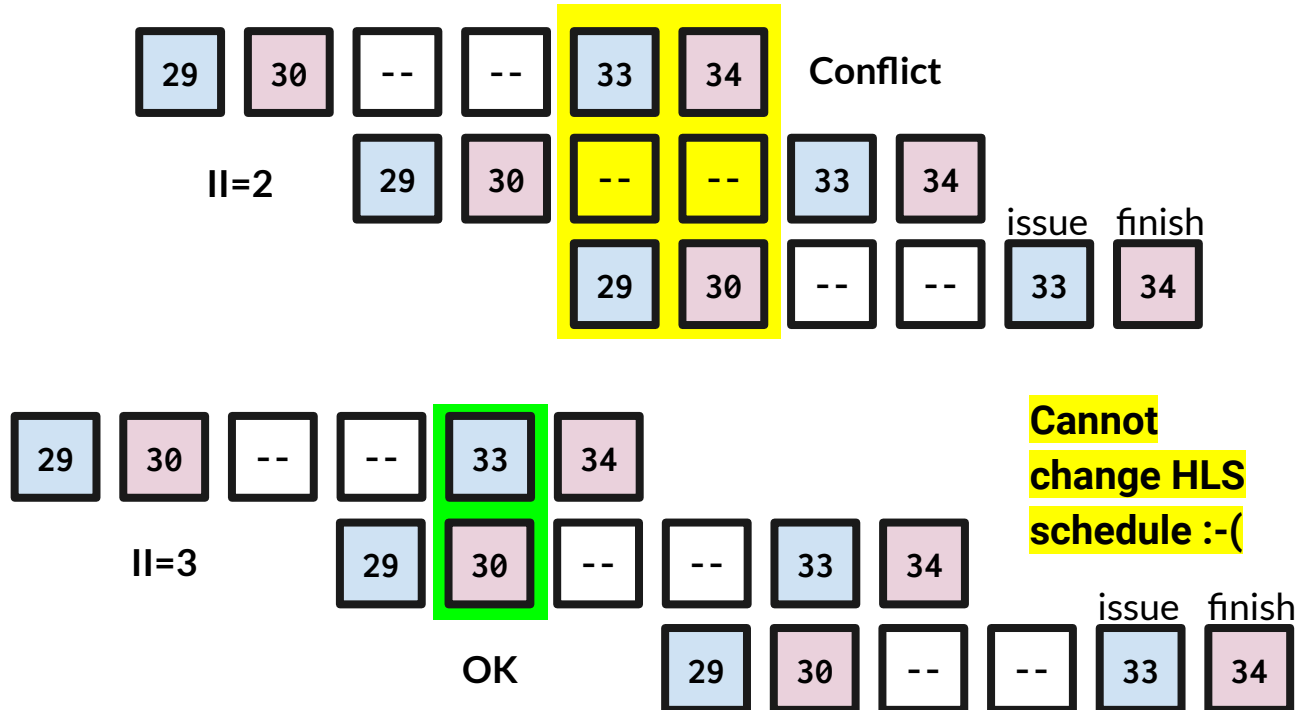 29 30 -- -- 33 34 Conflict
II=2 29 30 -- -- 33 34
issue finish
29 30 -- -- 33 34
29 30 -- -- 33 34
Cannot
change HLS
schedule :-(
II=3 29 30 -- -- 33 34
issue finish
OK 29 30 -- -- 33 34